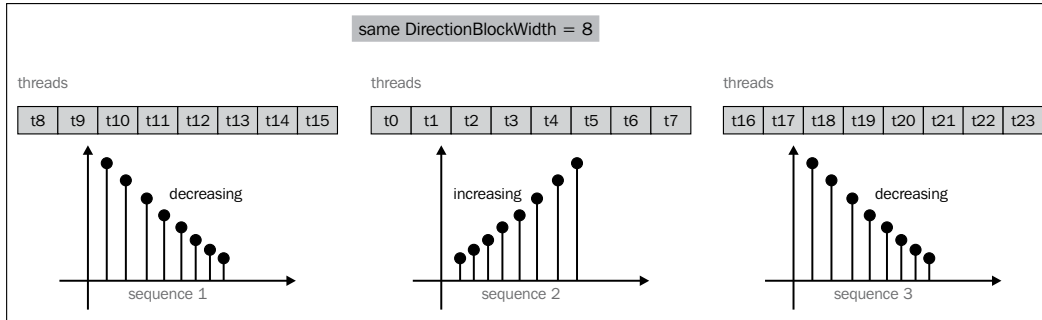 same DirectionBlockWidth = 8
threads threads threads
t8 t9 t10 t11 t12 t13 t14 t15 t0 t1 t2 t3 t4 t5 t6 t7 t16 t17 t18 t19 t20 t21 t22 t23
decreasing increasing decreasing
sequence 1 sequence 2 sequence 3